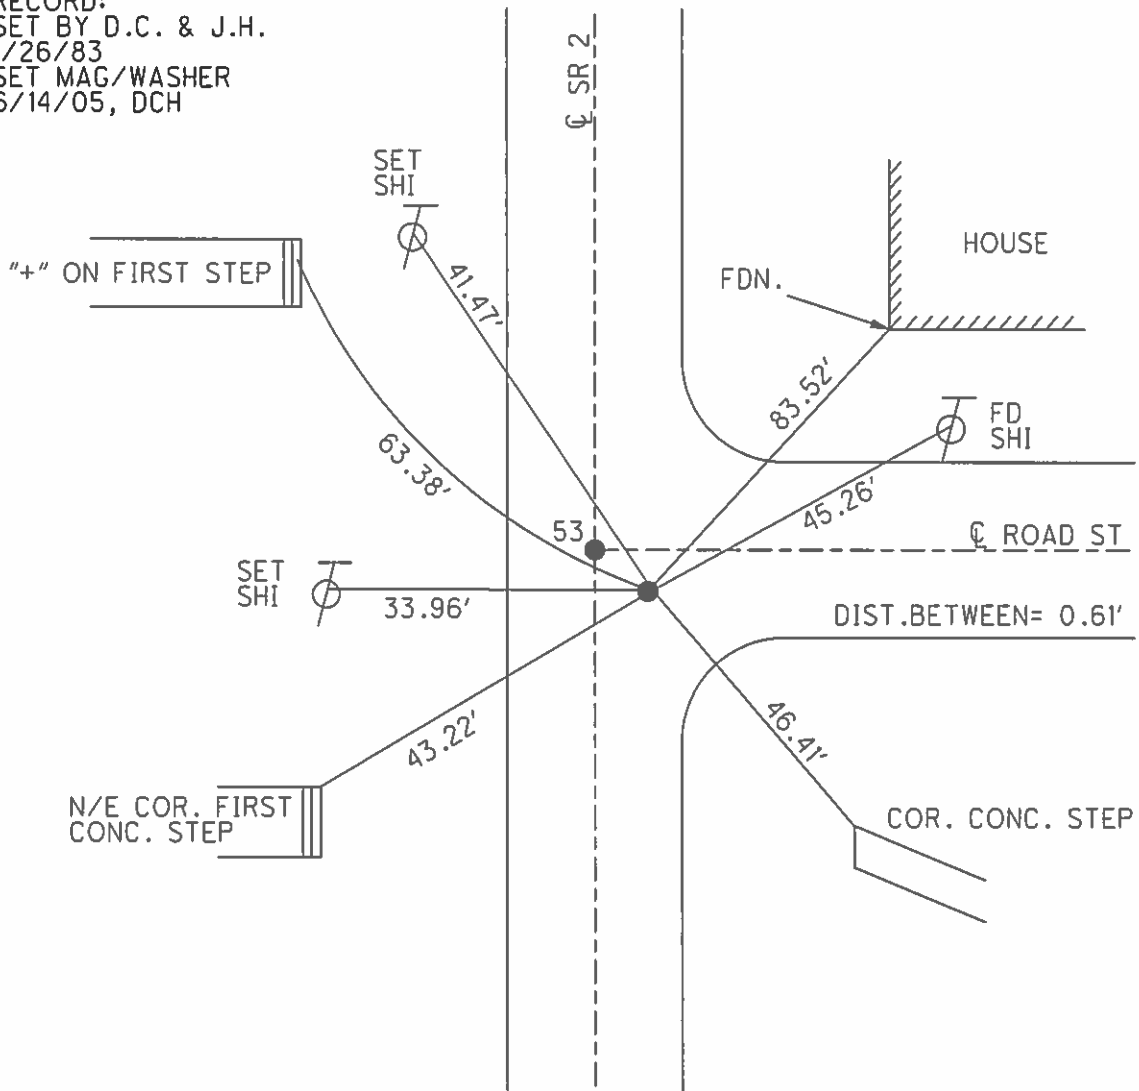 RECORD:
SET BY D.C. & J.H.
/26/83
SET MAG/WASHER
6/14/05, DCH
℄ SR 2
SET
SHI
"+" ON FIRST STEP
41.47'
HOUSE
FDN.
83.52'
FD
SHI
63.38'
45.26'
53
℄ ROAD ST
SET
SHI
33.96'
DIST.BETWEEN= 0.61'
43.22'
46.41'
N/E COR. FIRST
CONC. STEP
COR. CONC. STEP